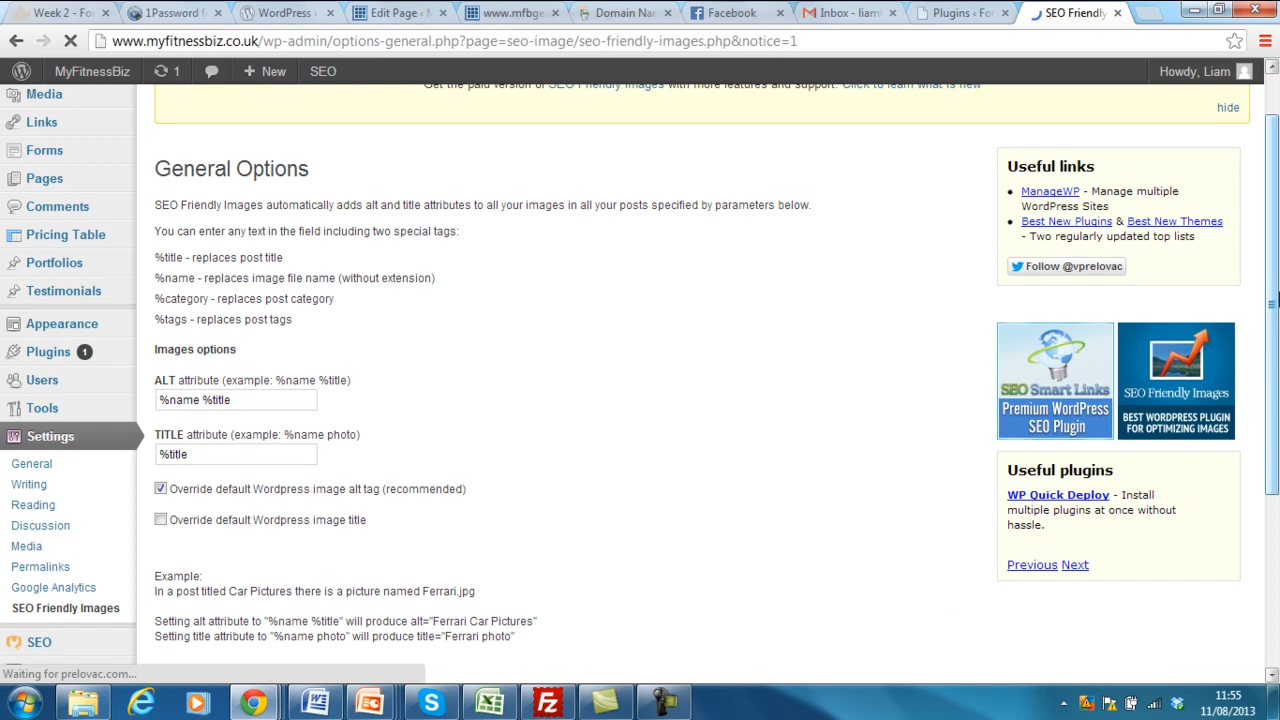 Week 2 - Fo
1Password f
WordPress ‹
Edit Page ‹ M
www.mfbge
Domain Na
Facebook
Inbox - liam
Plugins ‹ Fo
SEO Friendly
www.myfitnessbiz.co.uk/wp-admin/options-general.php?page=seo-image/seo-friendly-images.php&notice=1
MyFitnessBiz
1
+ New
SEO
Howdy, Liam
Get the paid version of SEO Friendly Images with more features and support. Click to learn what is new
hide
Media
Links
Forms
Pages
Comments
Pricing Table
Portfolios
Testimonials
Appearance
Plugins 1
Users
Tools
Settings
General
Writing
Reading
Discussion
Media
Permalinks
Google Analytics
SEO Friendly Images
SEO
General Options
SEO Friendly Images automatically adds alt and title attributes to all your images in all your posts specified by parameters below.
You can enter any text in the field including two special tags:
%title - replaces post title
%name - replaces image file name (without extension)
%category - replaces post category
%tags - replaces post tags
Images options
ALT attribute (example: %name %title)
%name %title
TITLE attribute (example: %name photo)
%title
Override default Wordpress image alt tag (recommended)
Override default Wordpress image title
Example:
In a post titled Car Pictures there is a picture named Ferrari.jpg
Setting alt attribute to "%name %title" will produce alt="Ferrari Car Pictures"
Setting title attribute to "%name photo" will produce title="Ferrari photo"
Useful links
ManageWP - Manage multiple
WordPress Sites
Best New Plugins & Best New Themes
- Two regularly updated top lists
Follow @vprelovac
SEO Smart Links
Premium WordPress
SEO Plugin
SEO Friendly Images
BEST WORDPRESS PLUGIN
FOR OPTIMIZING IMAGES
Useful plugins
WP Quick Deploy - Install
multiple plugins at once without
hassle.
Previous Next
Waiting for prelovac.com...
11:55
11/08/2013